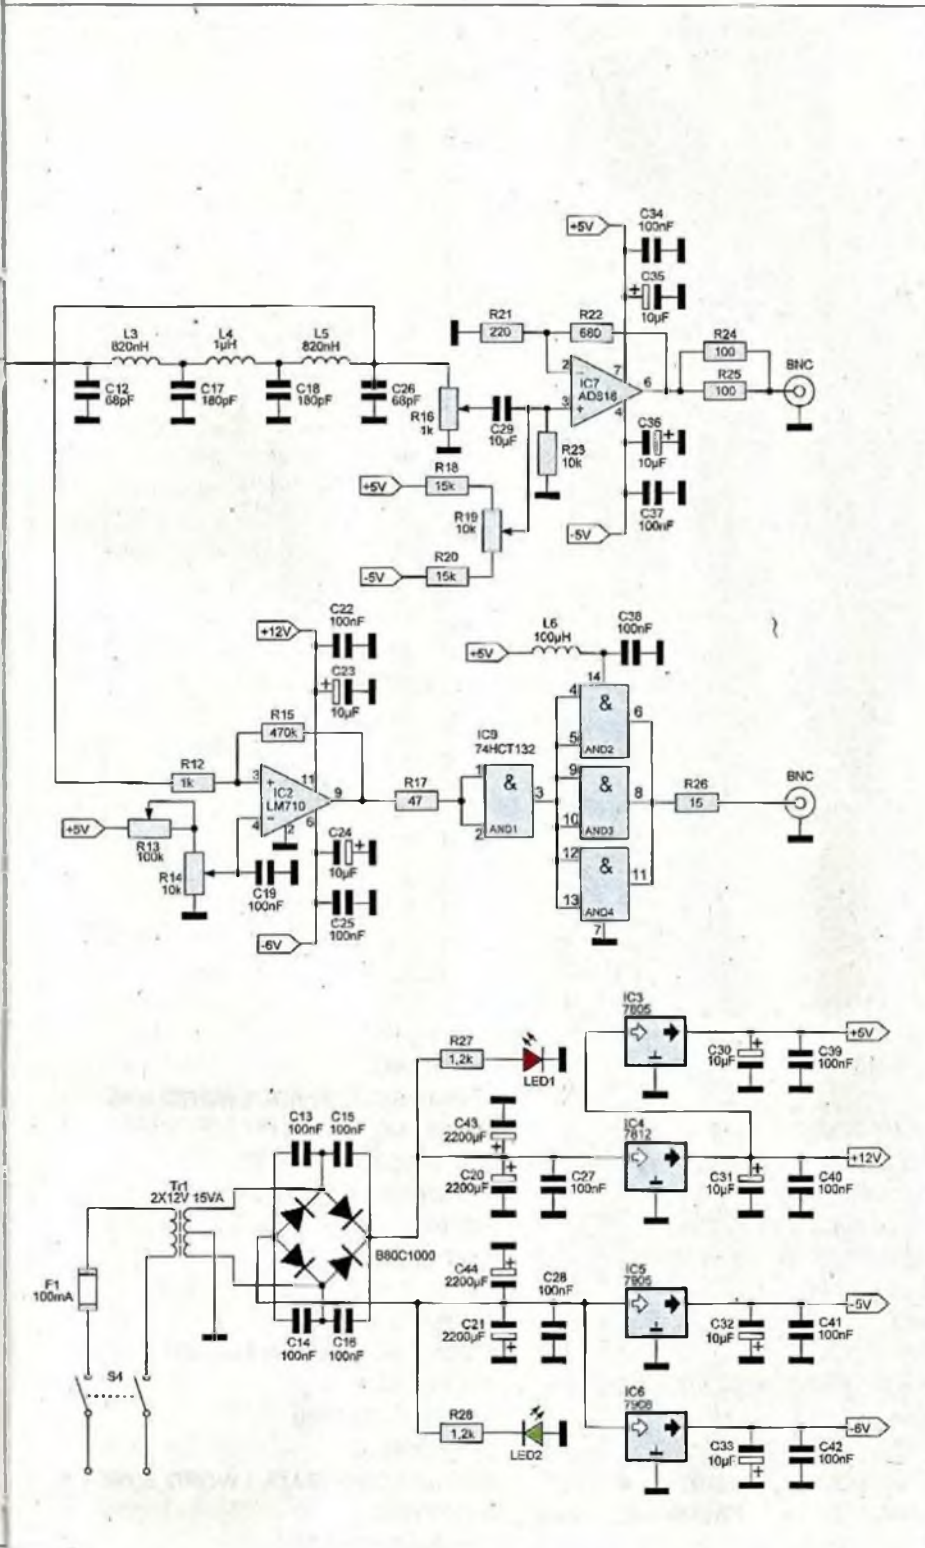 C34
100nF
+5V
C35
+
10µF
L3
820nH
L4
1µH
L5
820nH
R21
220
R22
680
R24
100
BNC
2
−
7
IC7
AD818
6
3
+
4
R25
100
C12
68pF
C17
180pF
C18
180pF
C26
68pF
R16
1k
C29
10µF
R23
10k
C36
+
10µF
C37
100nF
-5V
+5V
R18
15k
R19
10k
-5V
R20
15k
C22
100nF
+12V
C23
+
10µF
L6
100µH
C38
100nF
+5V
14
4
&
6
5
AND2
R15
470k
IC9
74HCT132
R12
1k
3
+
11
IC2
LM710
9
4
−
2
6
R17
47
1
&
3
2
AND1
9
&
8
10
AND3
R26
15
BNC
+5V
R13
100k
R14
10k
C19
100nF
C24
+
10µF
C25
100nF
-6V
12
&
11
13
AND4
7
IC3
7805
+5V
R27
1,2k
LED1
C30
+
10µF
C39
100nF
C13
100nF
C15
100nF
C43
2200µF
+
IC4
7812
+12V
C20
+
2200µF
C27
100nF
C31
+
10µF
C40
100nF
Tr1
2X12V 15VA
B80C1000
F1
100mA
C44
2200µF
+
C28
100nF
IC5
7905
-5V
C14
100nF
C16
100nF
C21
2200µF
+
C32
10µF
+
C41
100nF
S4
R28
1,2k
LED2
IC6
-6V
C33
10µF
+
C42
100nF